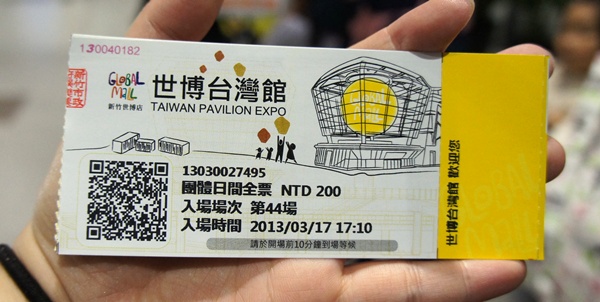 130040182
GLOBAL MALL
新竹世博店
世博台灣館
TAIWAN PAVILION EXPO
13030027495
團體日間全票 NTD 200
入場場次 第44場
入場時間 2013/03/17 17:10
請於開場前10分鐘到場等候
世博台灣館 歡迎您